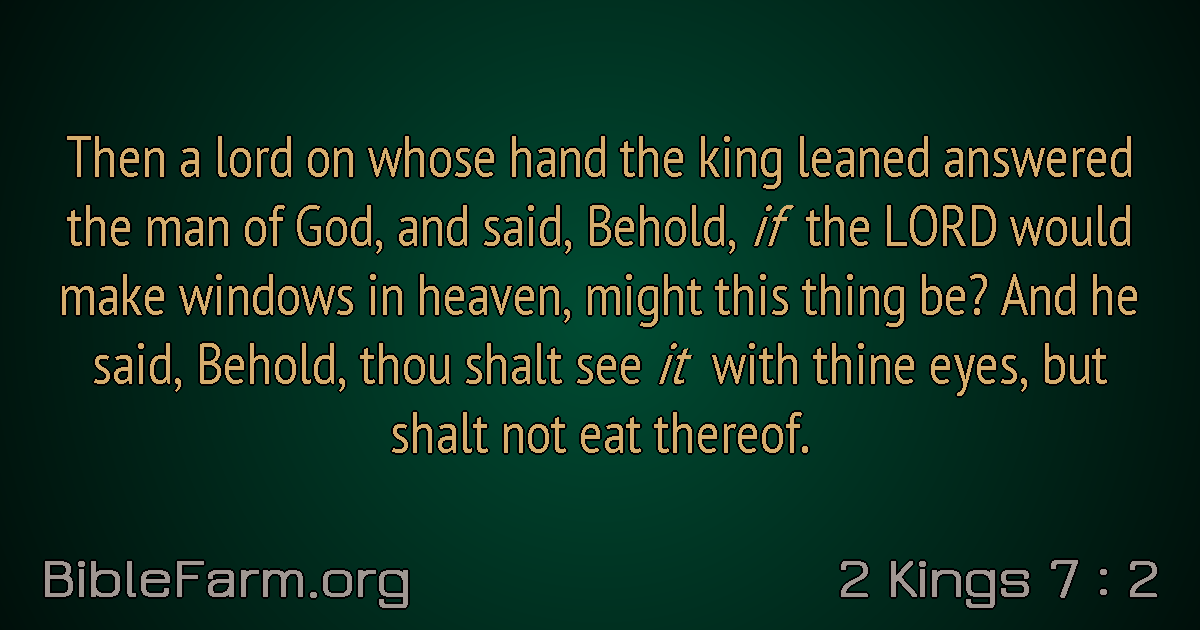 Then a lord on whose hand the king leaned answered
the man of God, and said, Behold, if the LORD would
make windows in heaven, might this thing be? And he
said, Behold, thou shalt see it with thine eyes, but
shalt not eat thereof.
BibleFarm.org
2 Kings 7 : 2